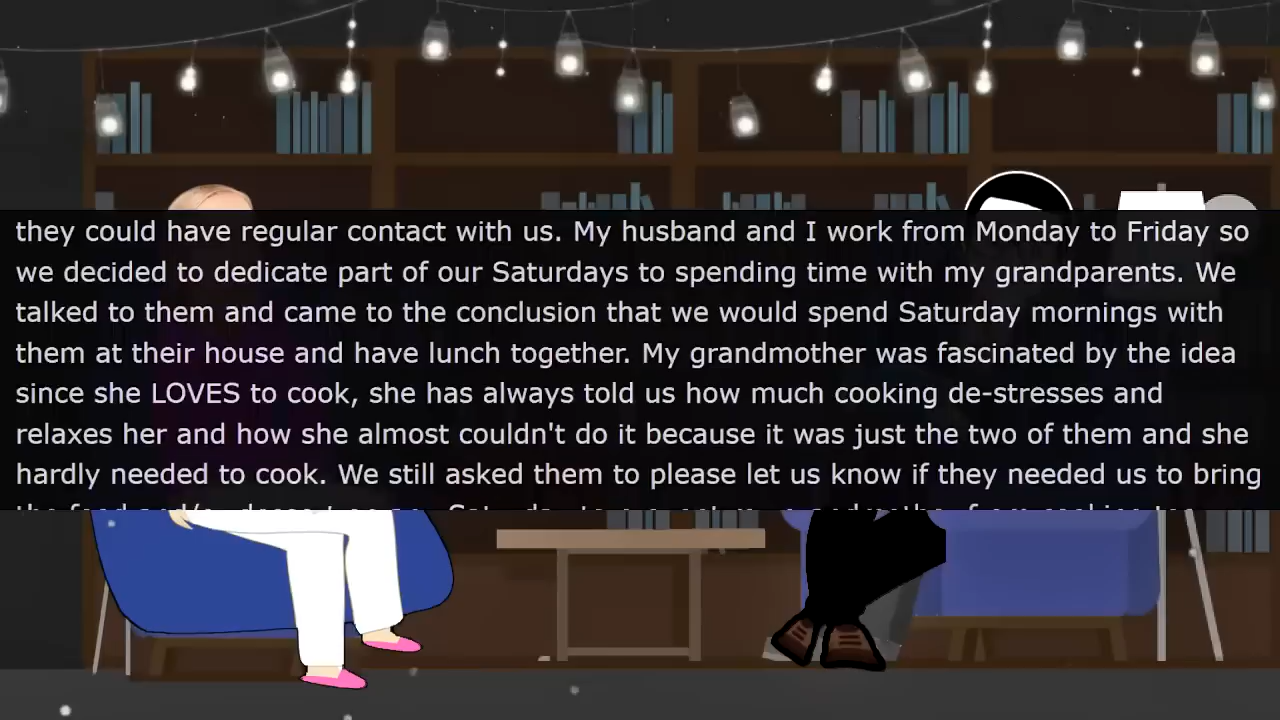 they could have regular contact with us. My husband and I work from Monday to Friday so
we decided to dedicate part of our Saturdays to spending time with my grandparents. We
talked to them and came to the conclusion that we would spend Saturday mornings with
them at their house and have lunch together. My grandmother was fascinated by the idea
since she LOVES to cook, she has always told us how much cooking de-stresses and
relaxes her and how she almost couldn't do it because it was just the two of them and she
hardly needed to cook. We still asked them to please let us know if they needed us to bring